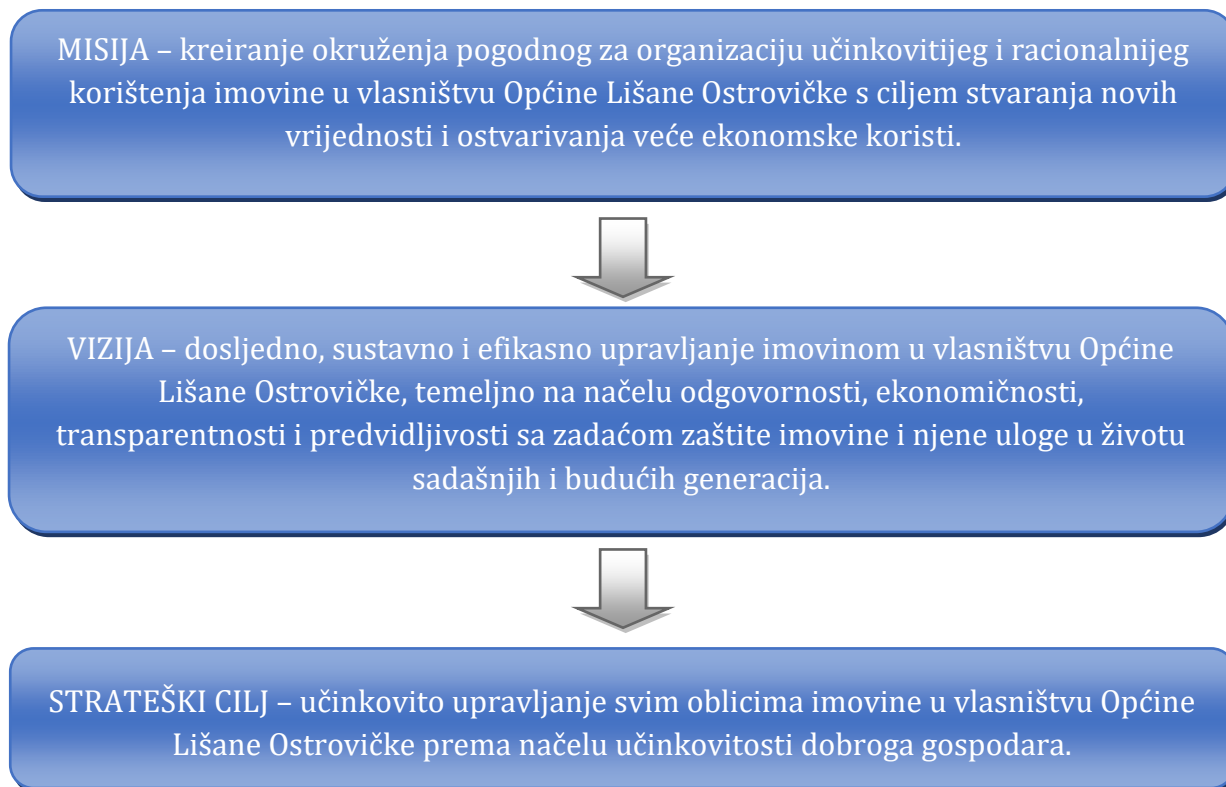 MISIJA – kreiranje okruženja pogodnog za organizaciju učinkovitijeg i racionalnijeg
korištenja imovine u vlasništvu Općine Lišane Ostrovičke s ciljem stvaranja novih
vrijednosti i ostvarivanja veće ekonomske koristi.
VIZIJA – dosljedno, sustavno i efikasno upravljanje imovinom u vlasništvu Općine
Lišane Ostrovičke, temeljno na načelu odgovornosti, ekonomičnosti,
transparentnosti i predvidljivosti sa zadaćom zaštite imovine i njene uloge u životu
sadašnjih i budućih generacija.
STRATEŠKI CILJ – učinkovito upravljanje svim oblicima imovine u vlasništvu Općine
Lišane Ostrovičke prema načelu učinkovitosti dobroga gospodara.